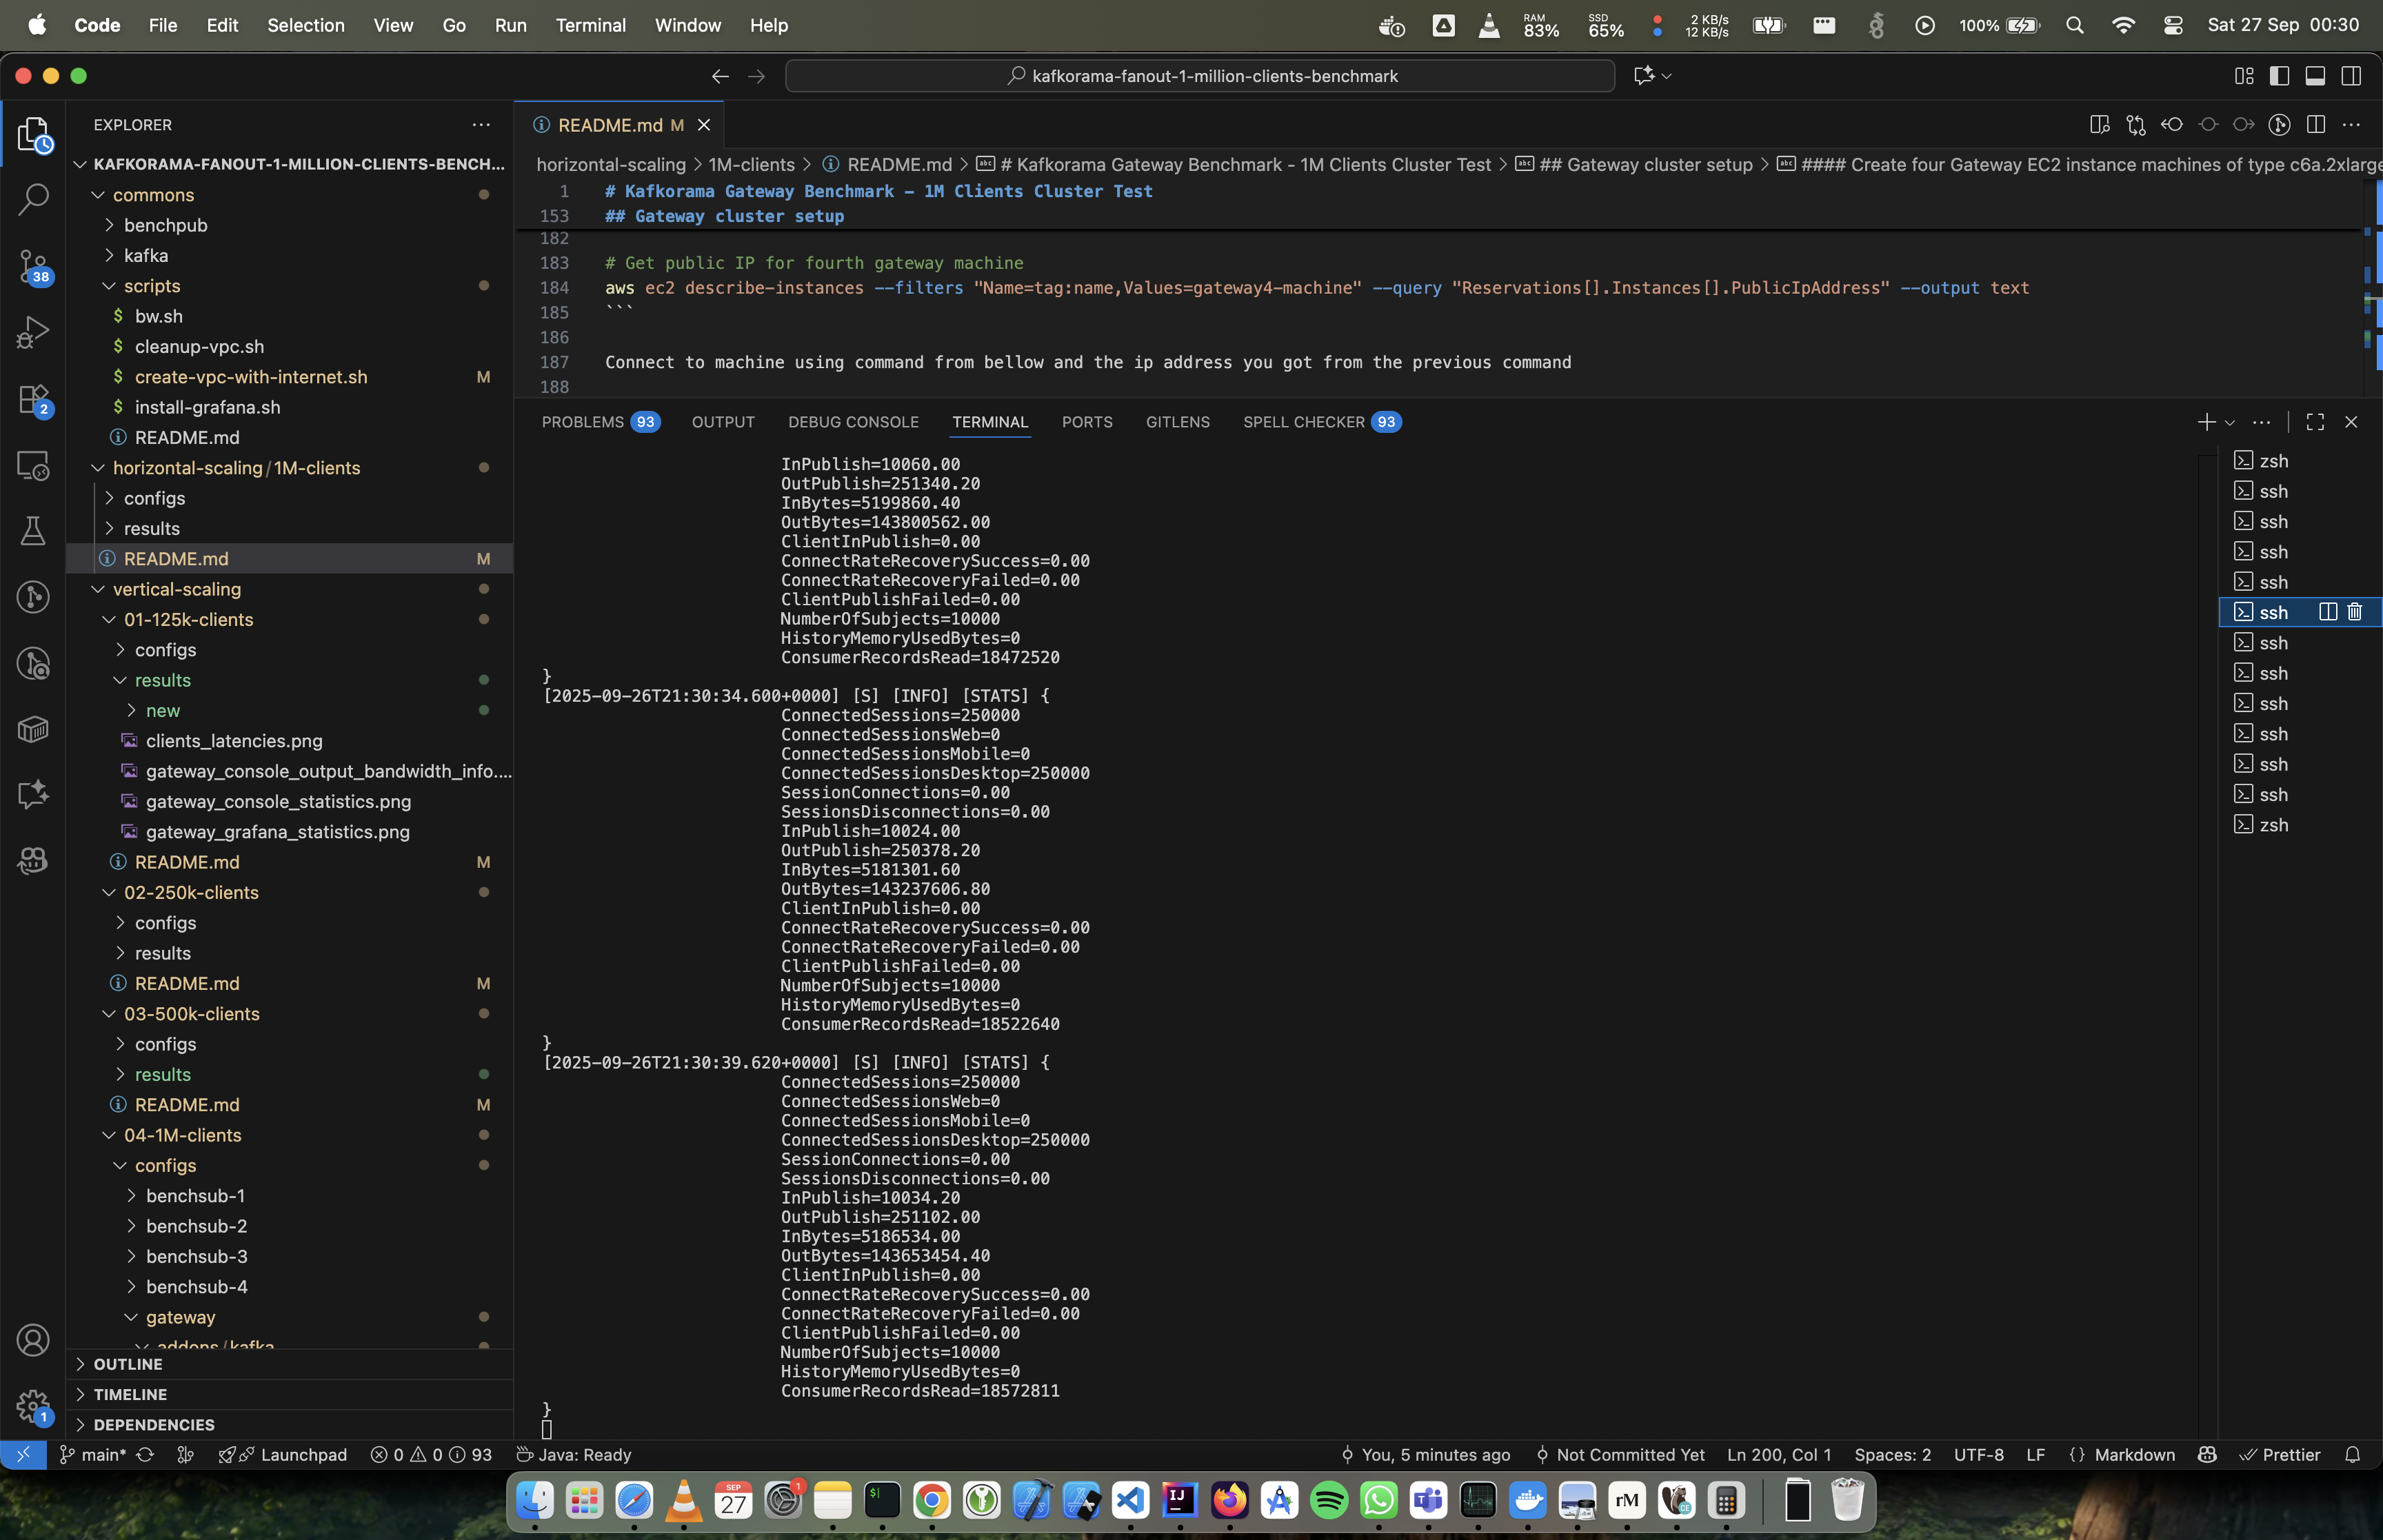 Code File Edit Selection View Go Run Terminal Window Help RAM 83% SSD 65% 2 KB/s 12 KB/s 100% Sat 27 Sep 00:30
kafkorama-fanout-1-million-clients-benchmark
EXPLORER
README.md M
KAFKORAMA-FANOUT-1-MILLION-CLIENTS-BENCH...
horizontal-scaling > 1M-clients > README.md > # Kafkorama Gateway Benchmark - 1M Clients Cluster Test > ## Gateway cluster setup > #### Create four Gateway EC2 instance machines of type c6a.2xlarge
commons
benchpub
kafka
scripts
bw.sh
cleanup-vpc.sh
create-vpc-with-internet.sh M
install-grafana.sh
README.md
horizontal-scaling/1M-clients
configs
results
README.md M
vertical-scaling
01-125k-clients
configs
results
new
clients_latencies.png
gateway_console_output_bandwidth_info....
gateway_console_statistics.png
gateway_grafana_statistics.png
README.md M
02-250k-clients
configs
results
README.md M
03-500k-clients
configs
results
README.md M
04-1M-clients
configs
benchsub-1
benchsub-2
benchsub-3
benchsub-4
gateway
addons/kafka
OUTLINE
TIMELINE
DEPENDENCIES
38
2
1
1 # Kafkorama Gateway Benchmark – 1M Clients Cluster Test
153 ## Gateway cluster setup
182
183 # Get public IP for fourth gateway machine
184 aws ec2 describe-instances --filters "Name=tag:name,Values=gateway4-machine" --query "Reservations[].Instances[].PublicIpAddress" --output text
185 ```
186
187 Connect to machine using command from bellow and the ip address you got from the previous command
188
PROBLEMS 93 OUTPUT DEBUG CONSOLE TERMINAL PORTS GITLENS SPELL CHECKER 93
InPublish=10060.00
OutPublish=251340.20
InBytes=5199860.40
OutBytes=143800562.00
ClientInPublish=0.00
ConnectRateRecoverySuccess=0.00
ConnectRateRecoveryFailed=0.00
ClientPublishFailed=0.00
NumberOfSubjects=10000
HistoryMemoryUsedBytes=0
ConsumerRecordsRead=18472520
}
[2025-09-26T21:30:34.600+0000] [S] [INFO] [STATS] {
ConnectedSessions=250000
ConnectedSessionsWeb=0
ConnectedSessionsMobile=0
ConnectedSessionsDesktop=250000
SessionConnections=0.00
SessionsDisconnections=0.00
InPublish=10024.00
OutPublish=250378.20
InBytes=5181301.60
OutBytes=143237606.80
ClientInPublish=0.00
ConnectRateRecoverySuccess=0.00
ConnectRateRecoveryFailed=0.00
ClientPublishFailed=0.00
NumberOfSubjects=10000
HistoryMemoryUsedBytes=0
ConsumerRecordsRead=18522640
}
[2025-09-26T21:30:39.620+0000] [S] [INFO] [STATS] {
ConnectedSessions=250000
ConnectedSessionsWeb=0
ConnectedSessionsMobile=0
ConnectedSessionsDesktop=250000
SessionConnections=0.00
SessionsDisconnections=0.00
InPublish=10034.20
OutPublish=251102.00
InBytes=5186534.00
OutBytes=143653454.40
ClientInPublish=0.00
ConnectRateRecoverySuccess=0.00
ConnectRateRecoveryFailed=0.00
ClientPublishFailed=0.00
NumberOfSubjects=10000
HistoryMemoryUsedBytes=0
ConsumerRecordsRead=18572811
}
zsh
ssh
ssh
ssh
ssh
ssh
ssh
ssh
ssh
ssh
ssh
ssh
zsh
main* Launchpad 0 0 93 Java: Ready You, 5 minutes ago Not Committed Yet Ln 200, Col 1 Spaces: 2 UTF-8 LF {} Markdown Prettier
SEP 27 1 $ IJ rM CE